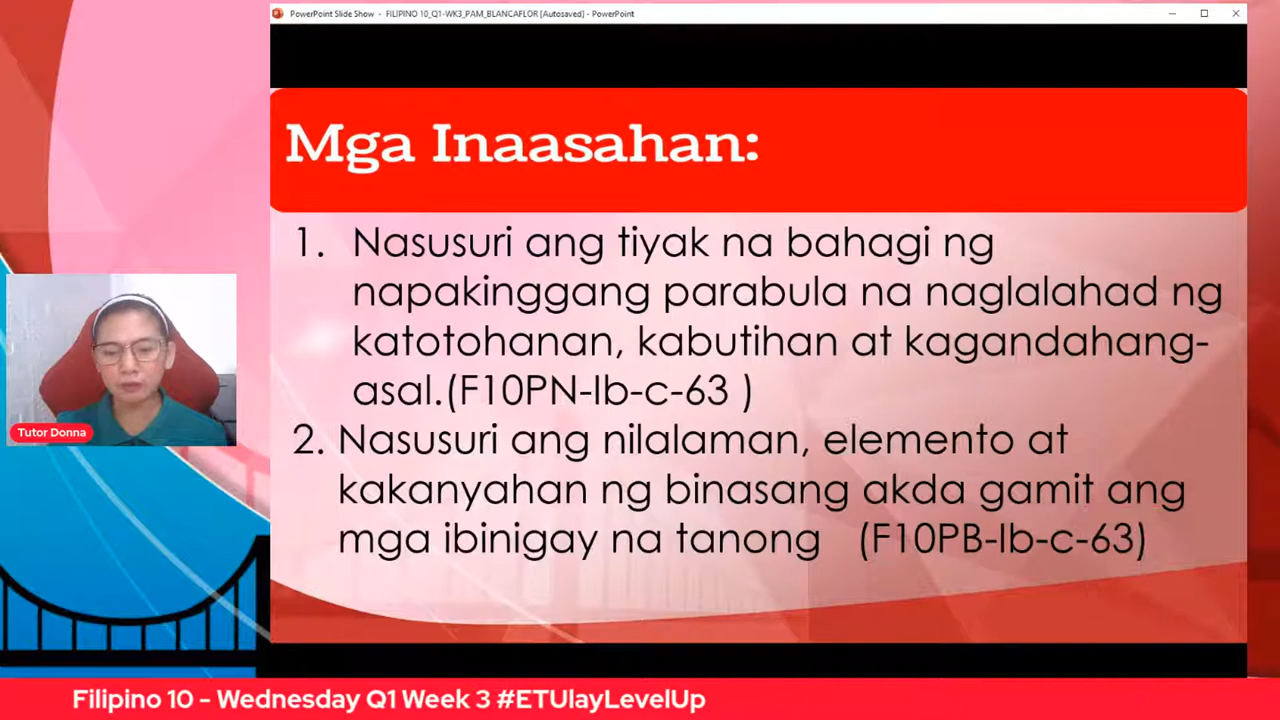 PowerPoint Slide Show - FILIPINO 10_Q1-WK3_PAM_BLANCAFLOR [Autosaved] - PowerPoint
Mga Inaasahan:
1. Nasusuri ang tiyak na bahagi ng
napakinggang parabula na naglalahad ng
katotohanan, kabutihan at kagandahang-
asal.(F10PN-Ib-c-63 )
2. Nasusuri ang nilalaman, elemento at
kakanyahan ng binasang akda gamit ang
mga ibinigay na tanong (F10PB-Ib-c-63)
Tutor Donna
Filipino 10 - Wednesday Q1 Week 3 #ETUlayLevelUp